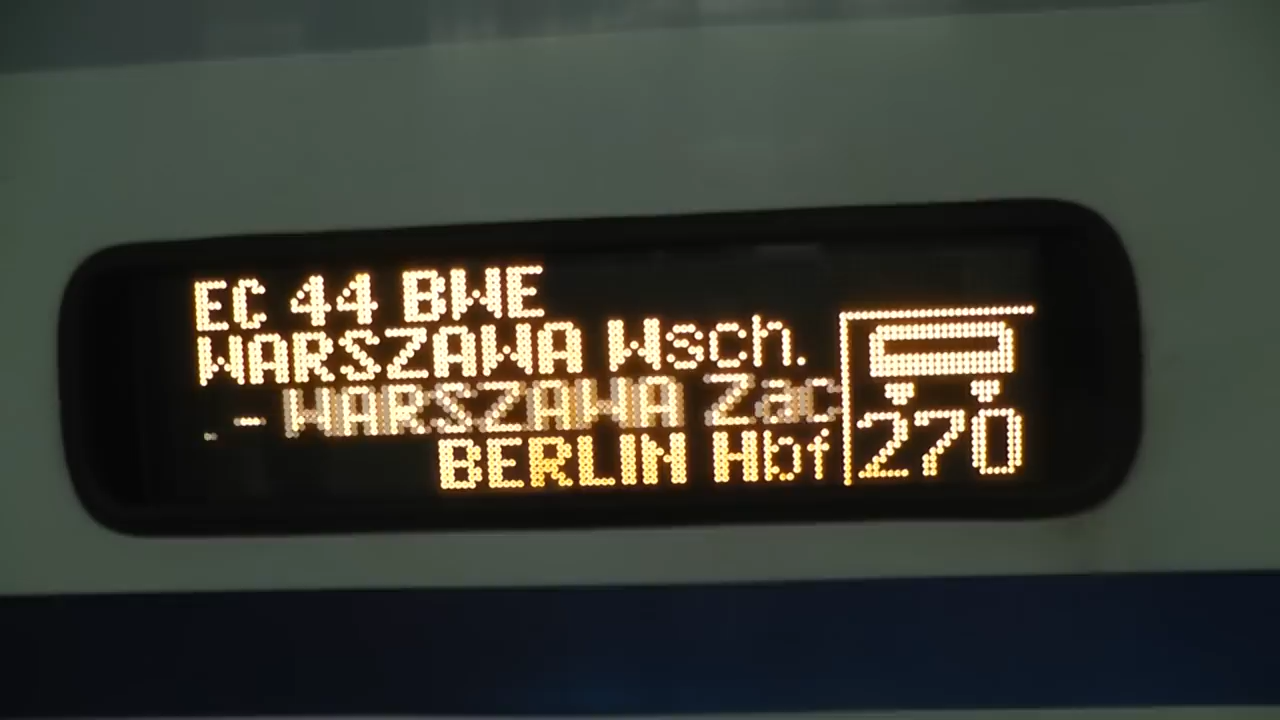 EC 44 BWE
WARSZAWA Wsch.
. - WARSZAWA Zac
BERLIN Hbf
270